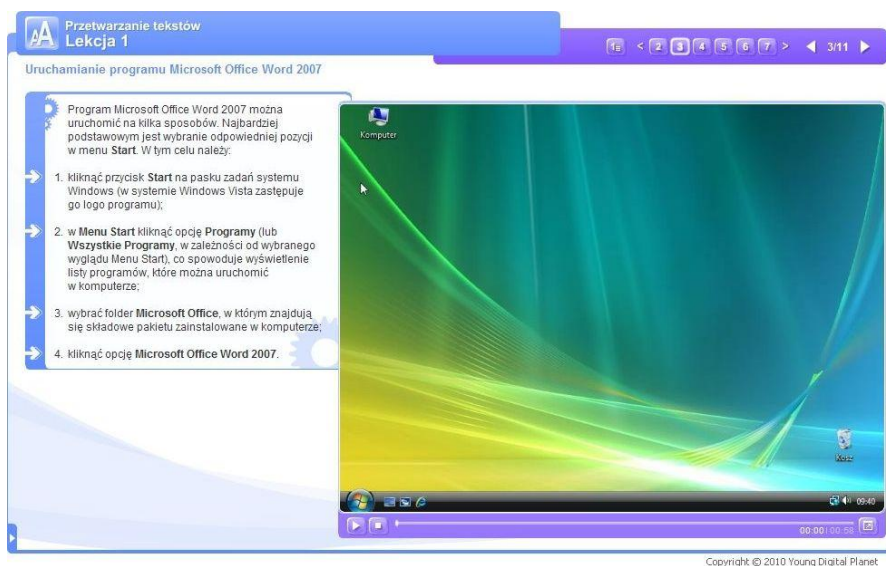 Przetwarzanie tekstów
Lekcja 1
< 2 3 4 5 6 7 > 3/11
Uruchamianie programu Microsoft Office Word 2007
Program Microsoft Office Word 2007 można
uruchomić na kilka sposobów. Najbardziej
podstawowym jest wybranie odpowiedniej pozycji
w menu Start. W tym celu należy:
1. kliknąć przycisk Start na pasku zadań systemu
Windows (w systemie Windows Vista zastępuje
go logo programu);
2. w Menu Start kliknąć opcję Programy (lub
Wszystkie Programy, w zależności od wybranego
wyglądu Menu Start), co spowoduje wyświetlenie
listy programów, które można uruchomić
w komputerze;
3. wybrać folder Microsoft Office, w którym znajdują
się składowe pakietu zainstalowane w komputerze;
4. kliknąć opcję Microsoft Office Word 2007.
Komputer
Kosz
09:40
00:00 | 00:58
Copyright © 2010 Young Digital Planet